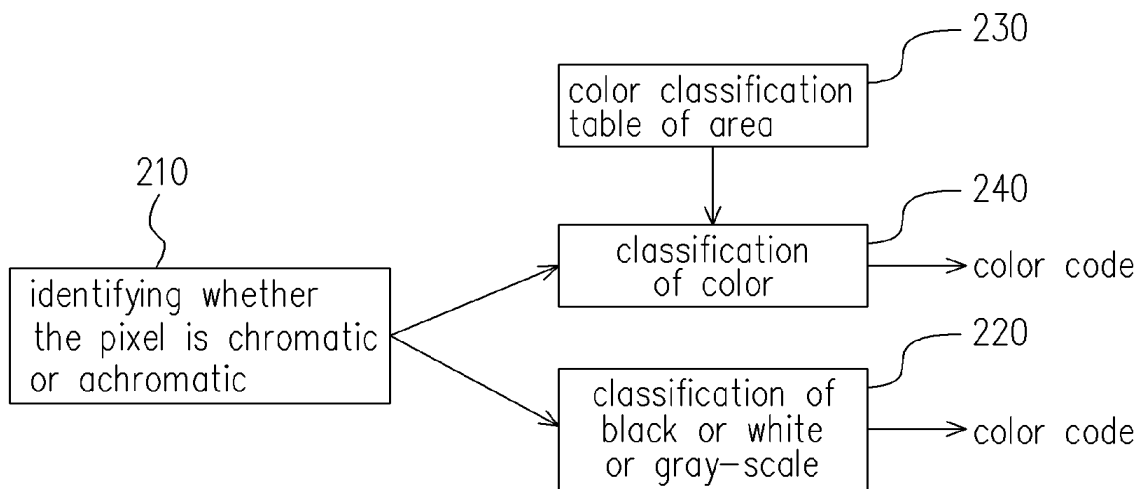 230
color classification
table of area
210
240
classification
of color
color code
identifying whether
the pixel is chromatic
or achromatic
220
classification of
black or white
or gray-scale
color code